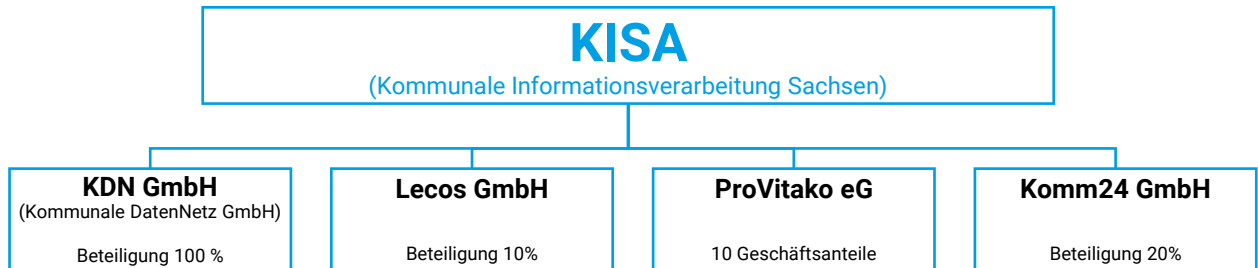 KISA
(Kommunale Informationsverarbeitung Sachsen)
KDN GmbH
(Kommunale DatenNetz GmbH)
Beteiligung 100 %
Lecos GmbH
Beteiligung 10%
ProVitako eG
10 Geschäftsanteile
Komm24 GmbH
Beteiligung 20%